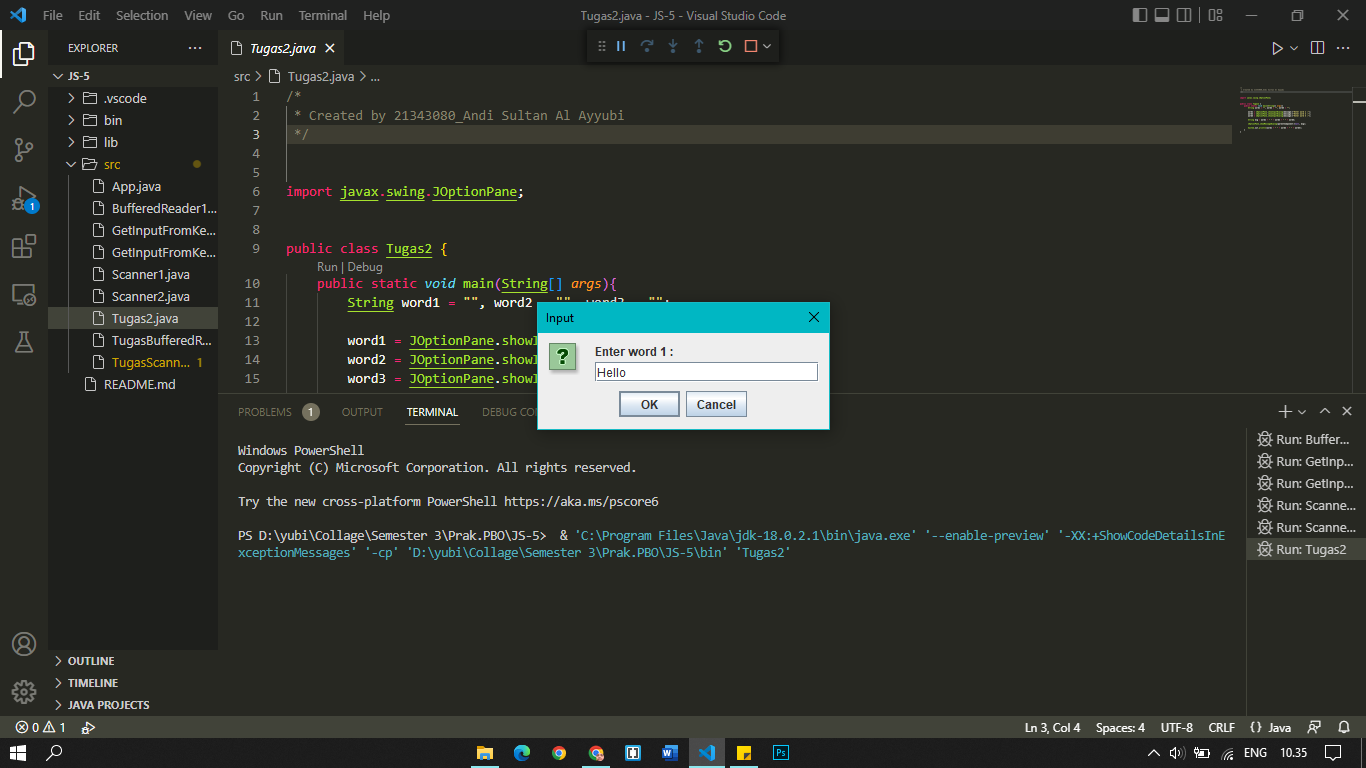 File Edit Selection View Go Run Terminal Help
Tugas2.java - JS-5 - Visual Studio Code
EXPLORER
JS-5
.vscode
bin
lib
src
App.java
BufferedReader1...
GetInputFromKe...
GetInputFromKe...
Scanner1.java
Scanner2.java
Tugas2.java
TugasBufferedR...
TugasScann... 1
README.md
OUTLINE
TIMELINE
JAVA PROJECTS
1
Tugas2.java
src > Tugas2.java > ...
1 /*
2 * Created by 21343080_Andi Sultan Al Ayyubi
3 */
4
5
6 import javax.swing.JOptionPane;
7
8
9 public class Tugas2 {
Run | Debug
10 public static void main(String[] args){
11 String word1 = "", word2
12
13 word1 = JOptionPane.showI
14 word2 = JOptionPane.showI
15 word3 = JOptionPane.showI
Input
Enter word 1 :
Hello
OK Cancel
PROBLEMS 1 OUTPUT TERMINAL DEBUG CON
Windows PowerShell
Copyright (C) Microsoft Corporation. All rights reserved.
Try the new cross-platform PowerShell https://aka.ms/pscore6
PS D:\yubi\Collage\Semester 3\Prak.PBO\JS-5> & 'C:\Program Files\Java\jdk-18.0.2.1\bin\java.exe' '--enable-preview' '-XX:+ShowCodeDetailsInE
xceptionMessages' '-cp' 'D:\yubi\Collage\Semester 3\Prak.PBO\JS-5\bin' 'Tugas2'
Run: Buffer...
Run: GetInp...
Run: GetInp...
Run: Scanne...
Run: Scanne...
Run: Tugas2
0 1
Ln 3, Col 4 Spaces: 4 UTF-8 CRLF {} Java
ENG 10.35